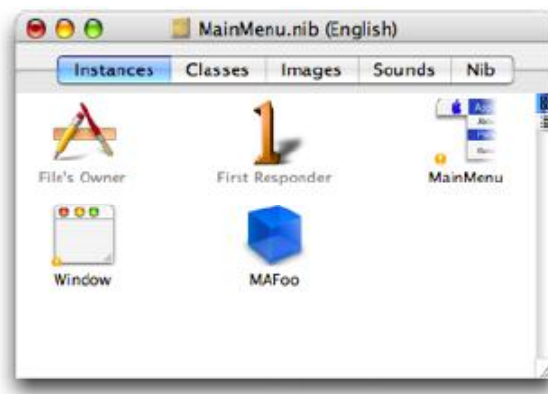 MainMenu.nib (English)
Instances Classes Images Sounds Nib
File's Owner First Responder MainMenu
Window MAFoo